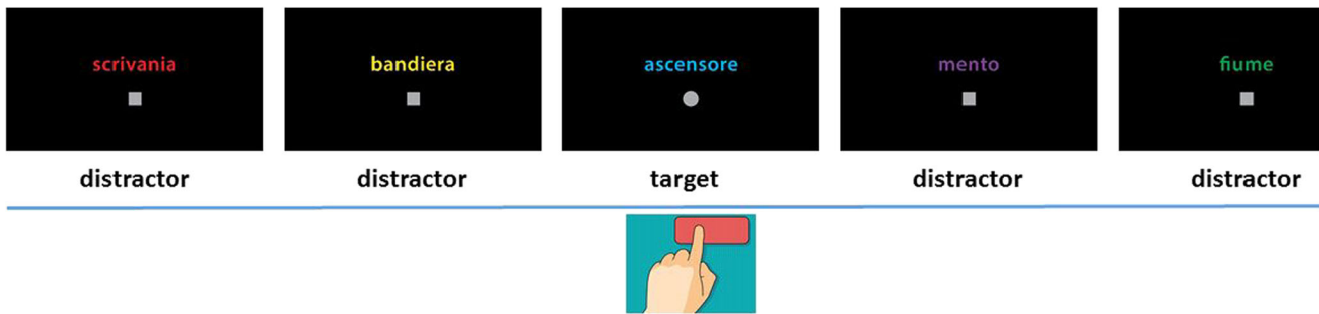 scrivania
bandiera
ascensore
mento
fiume
distractor
distractor
target
distractor
distractor